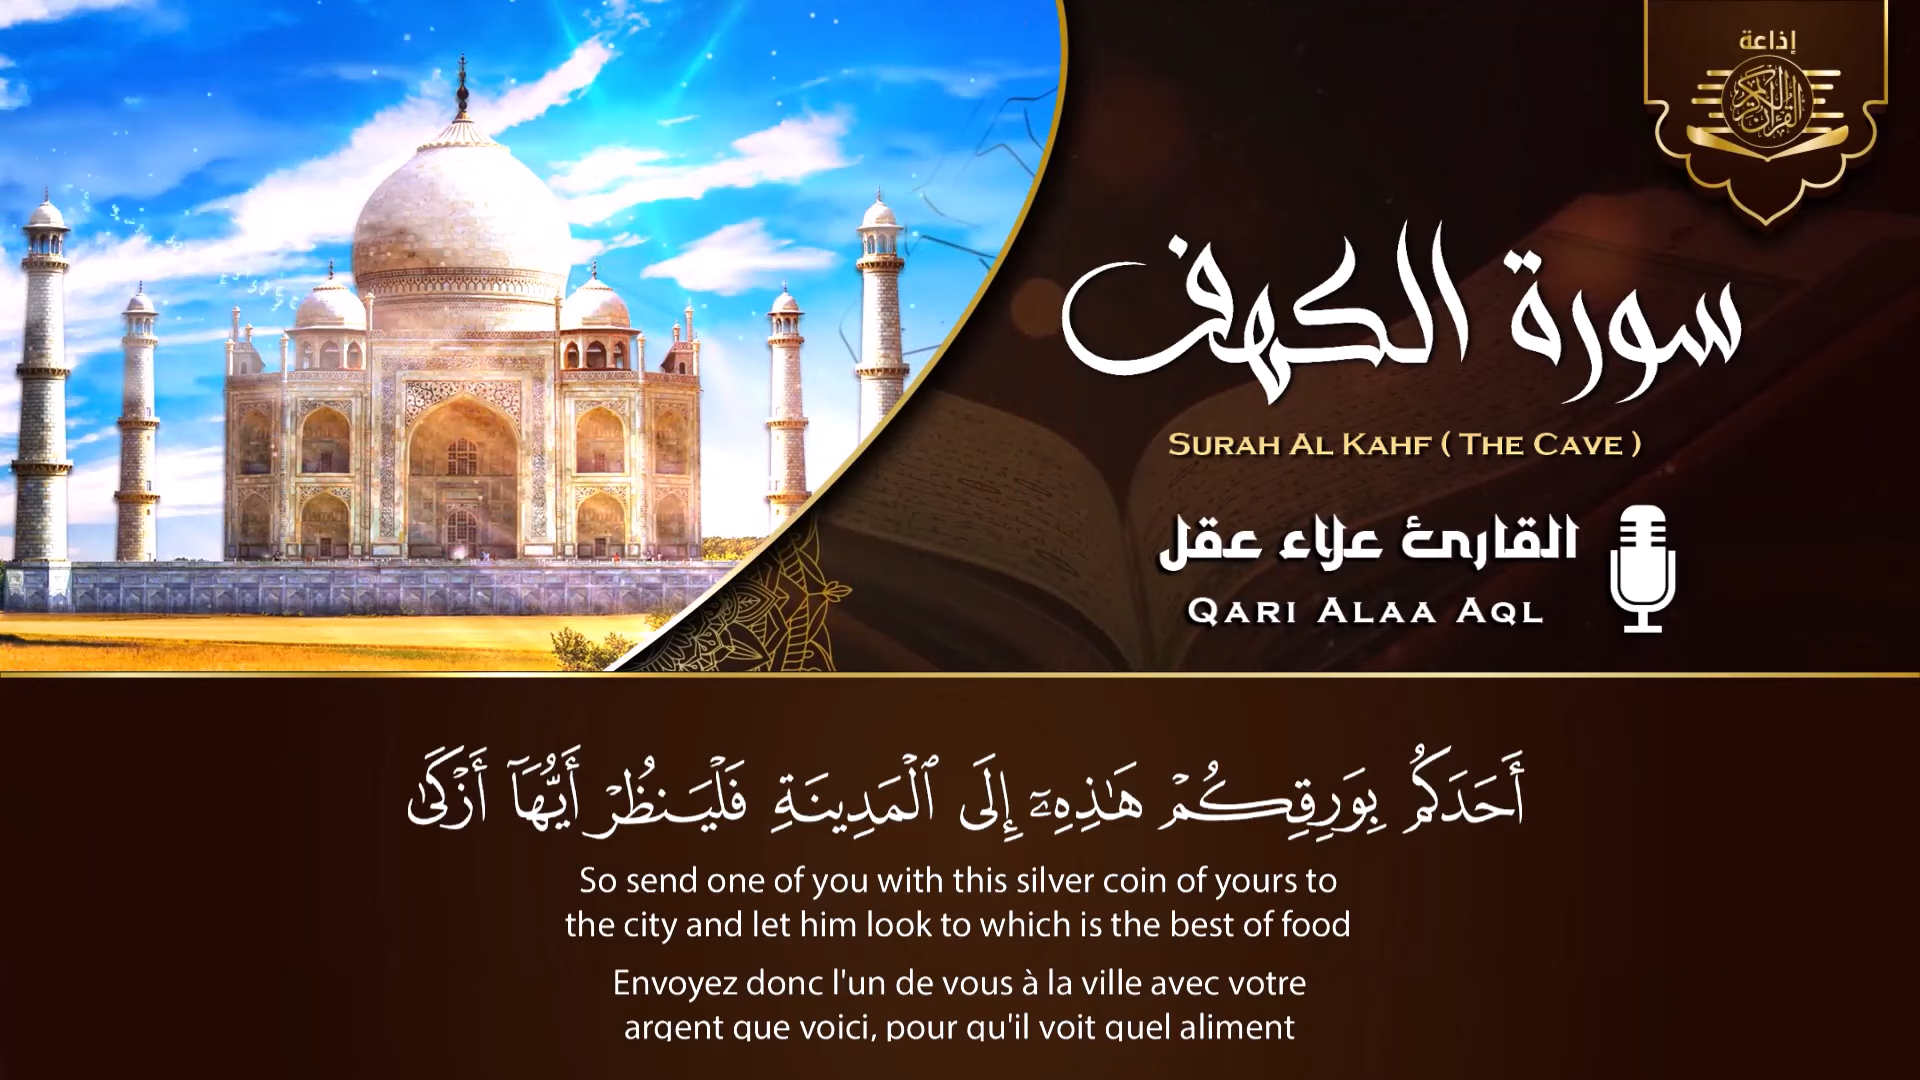 إذاعة
القرآن الكريم
سورة الكهف
SURAH AL KAHF ( THE CAVE )
القارئ علاء عقل
QARI ALAA AQL
أَحَدَكُم بِوَرِقِكُمْ هَـٰذِهِۦٓ إِلَى ٱلْمَدِينَةِ فَلْيَنظُرْ أَيُّهَآ أَزْكَىٰ
So send one of you with this silver coin of yours to
the city and let him look to which is the best of food
Envoyez donc l'un de vous à la ville avec votre
argent que voici, pour qu'il voit quel aliment